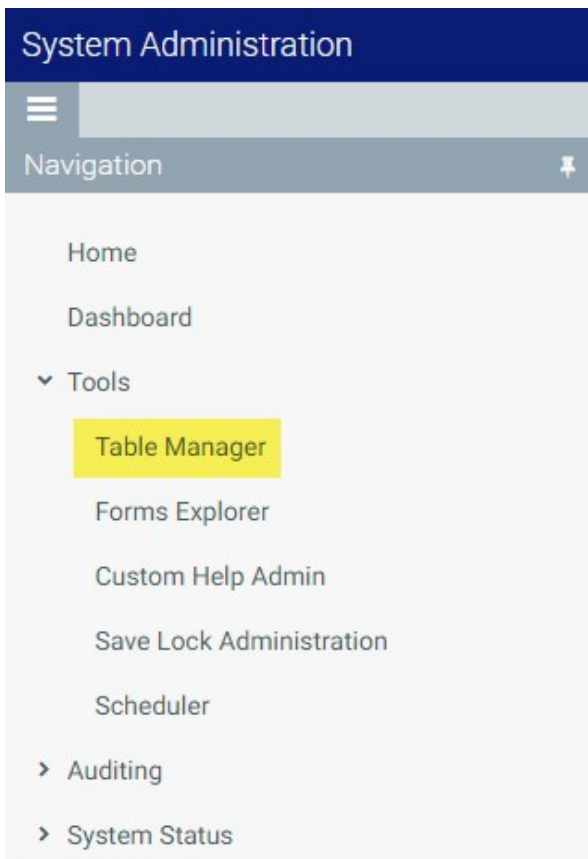 System Administration
Navigation
Home
Dashboard
Tools
Table Manager
Forms Explorer
Custom Help Admin
Save Lock Administration
Scheduler
Auditing
System Status